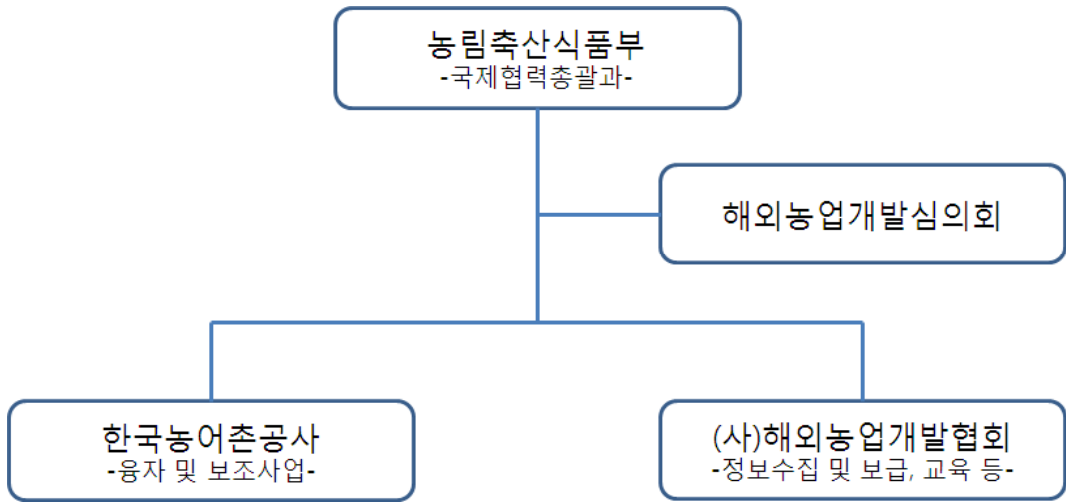 농림축산식품부
-국제협력총괄과-
해외농업개발심의회
한국농어촌공사
-융자 및 보조사업-
(사)해외농업개발협회
-정보수집 및 보급, 교육 등-